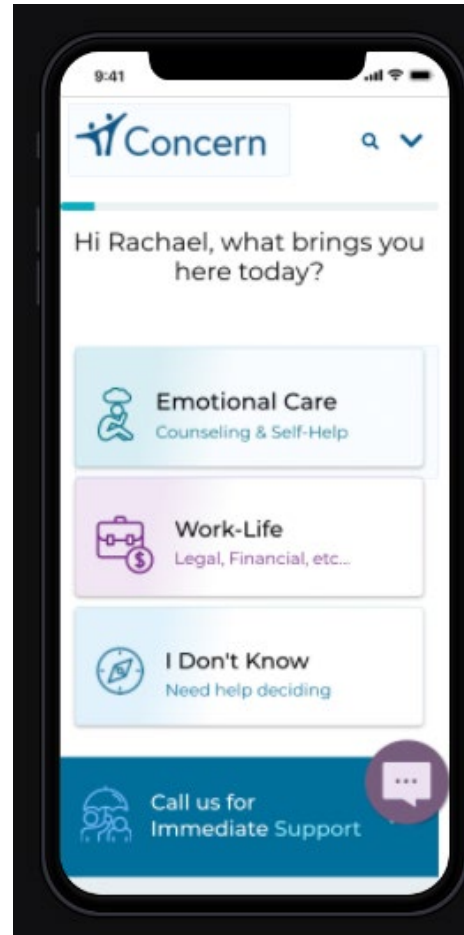 9:41
Concern
Hi Rachael, what brings you
here today?
Emotional Care
Counseling & Self-Help
Work-Life
Legal, Financial, etc...
I Don't Know
Need help deciding
Call us for
Immediate Support